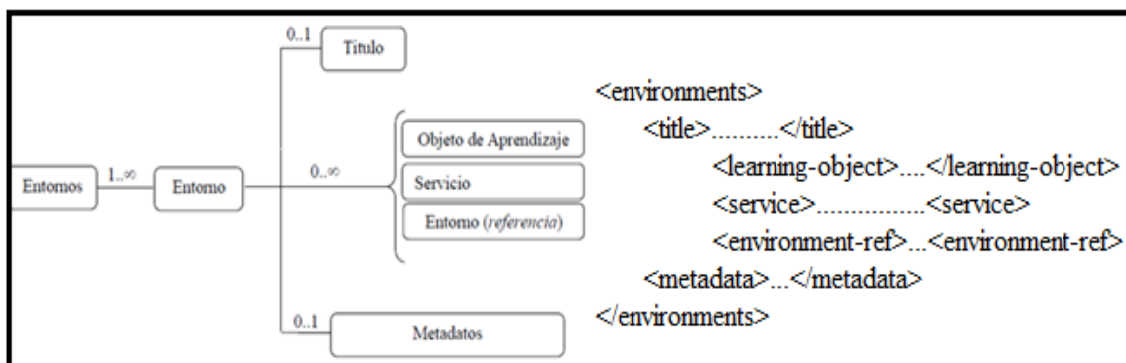 0..1
Titulo
Objeto de Aprendizaje
Entornos
1..∞
Entorno
0..∞
Servicio
Entorno (referencia)
0..1
Metadatos
<environments>
<title>..........</title>
<learning-object>....</learning-object>
<service>...............<service>
<environment-ref>...<environment-ref>
<metadata>...</metadata>
</environments>